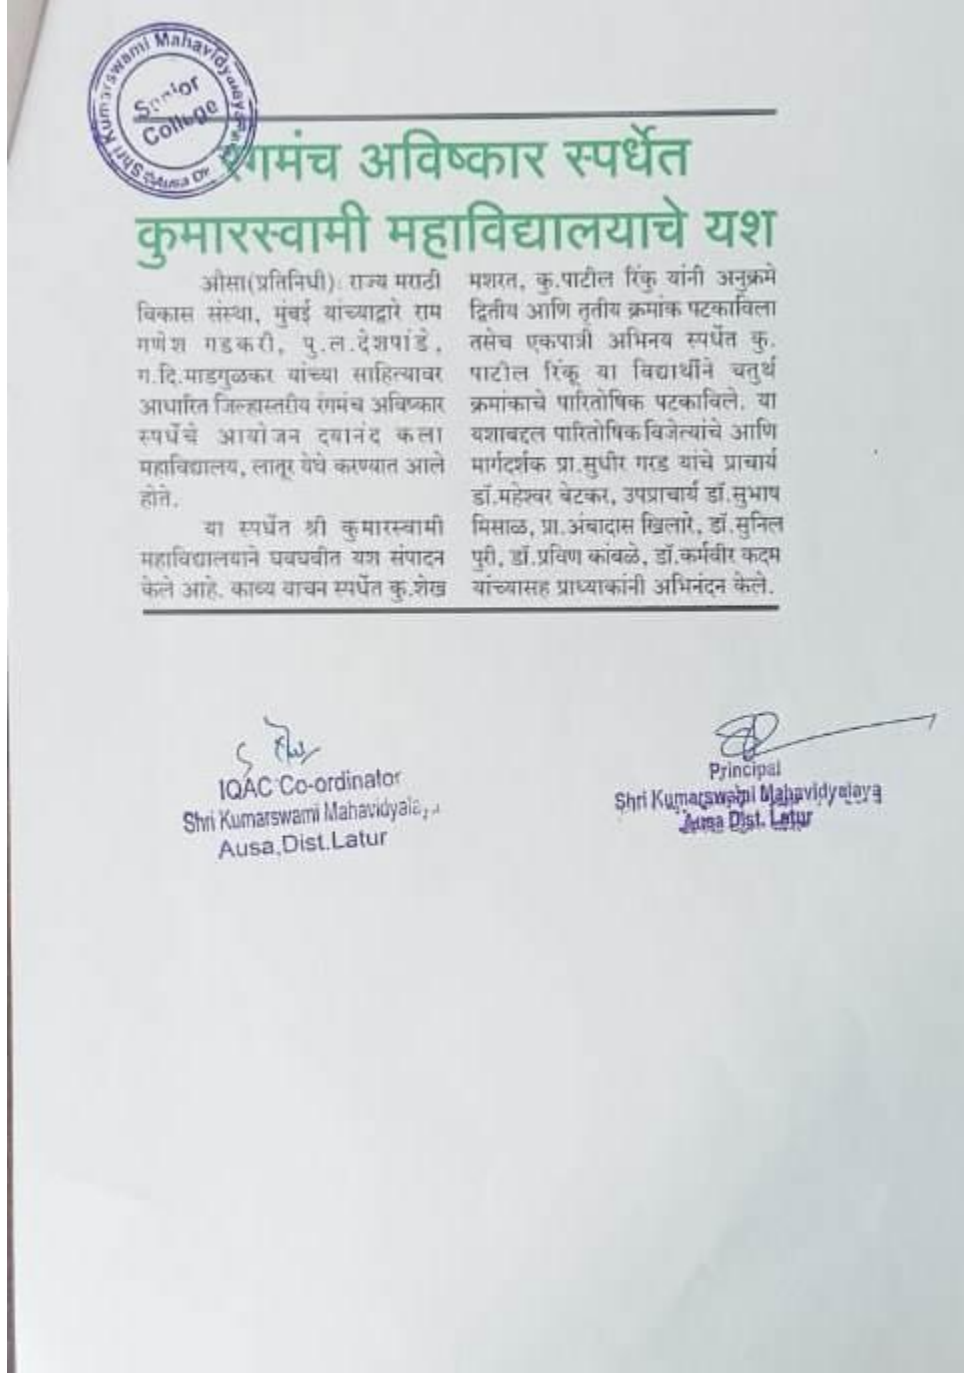 Shri Kumarswami Mahavidyalaya
Senior
College
रंगमंच अविष्कार स्पर्धेत
कुमारस्वामी महाविद्यालयाचे यश
औसा(प्रतिनिधी): राज्य मराठी
विकास संस्था, मुंबई यांच्याद्वारे राम
गणेश गडकरी, पु.ल.देशपांडे,
ग.दि.माडगुळकर यांच्या साहित्यावर
आधारित जिल्हास्तरीय रंगमंच अविष्कार
स्पर्धेचे आयोजन दयानंद कला
महाविद्यालय, लातूर येथे करण्यात आले
होते.
या स्पर्धेत श्री कुमारस्वामी
महाविद्यालयाने घवघवीत यश संपादन
केले आहे. काव्य वाचन स्पर्धेत कु.शेख
मशरत, कु.पाटील रिंकु यांनी अनुक्रमे
द्वितीय आणि तृतीय क्रमांक पटकाविला
तसेच एकपात्री अभिनय स्पर्धेत कु.
पाटील रिंकू या विद्यार्थीने चतुर्थ
क्रमांकाचे पारितोषिक पटकाविले. या
यशाबद्दल पारितोषिक विजेत्यांचे आणि
मार्गदर्शक प्रा.सुधीर गरड यांचे प्राचार्य
डॉ.महेश्वर बेटकर, उपप्राचार्य डॉ.सुभाष
मिसाळ, प्रा.अंबादास खिलारे, डॉ.सुनिल
पुरी, डॉ.प्रविण कांबळे, डॉ.कर्मवीर कदम
यांच्यासह प्राध्याकांनी अभिनंदन केले.
IQAC Co-ordinator
Shri Kumarswami Mahavidyalaya
Ausa,Dist.Latur
Principal
Shri Kumarswami Mahavidyalaya
Ausa Dist. Latur